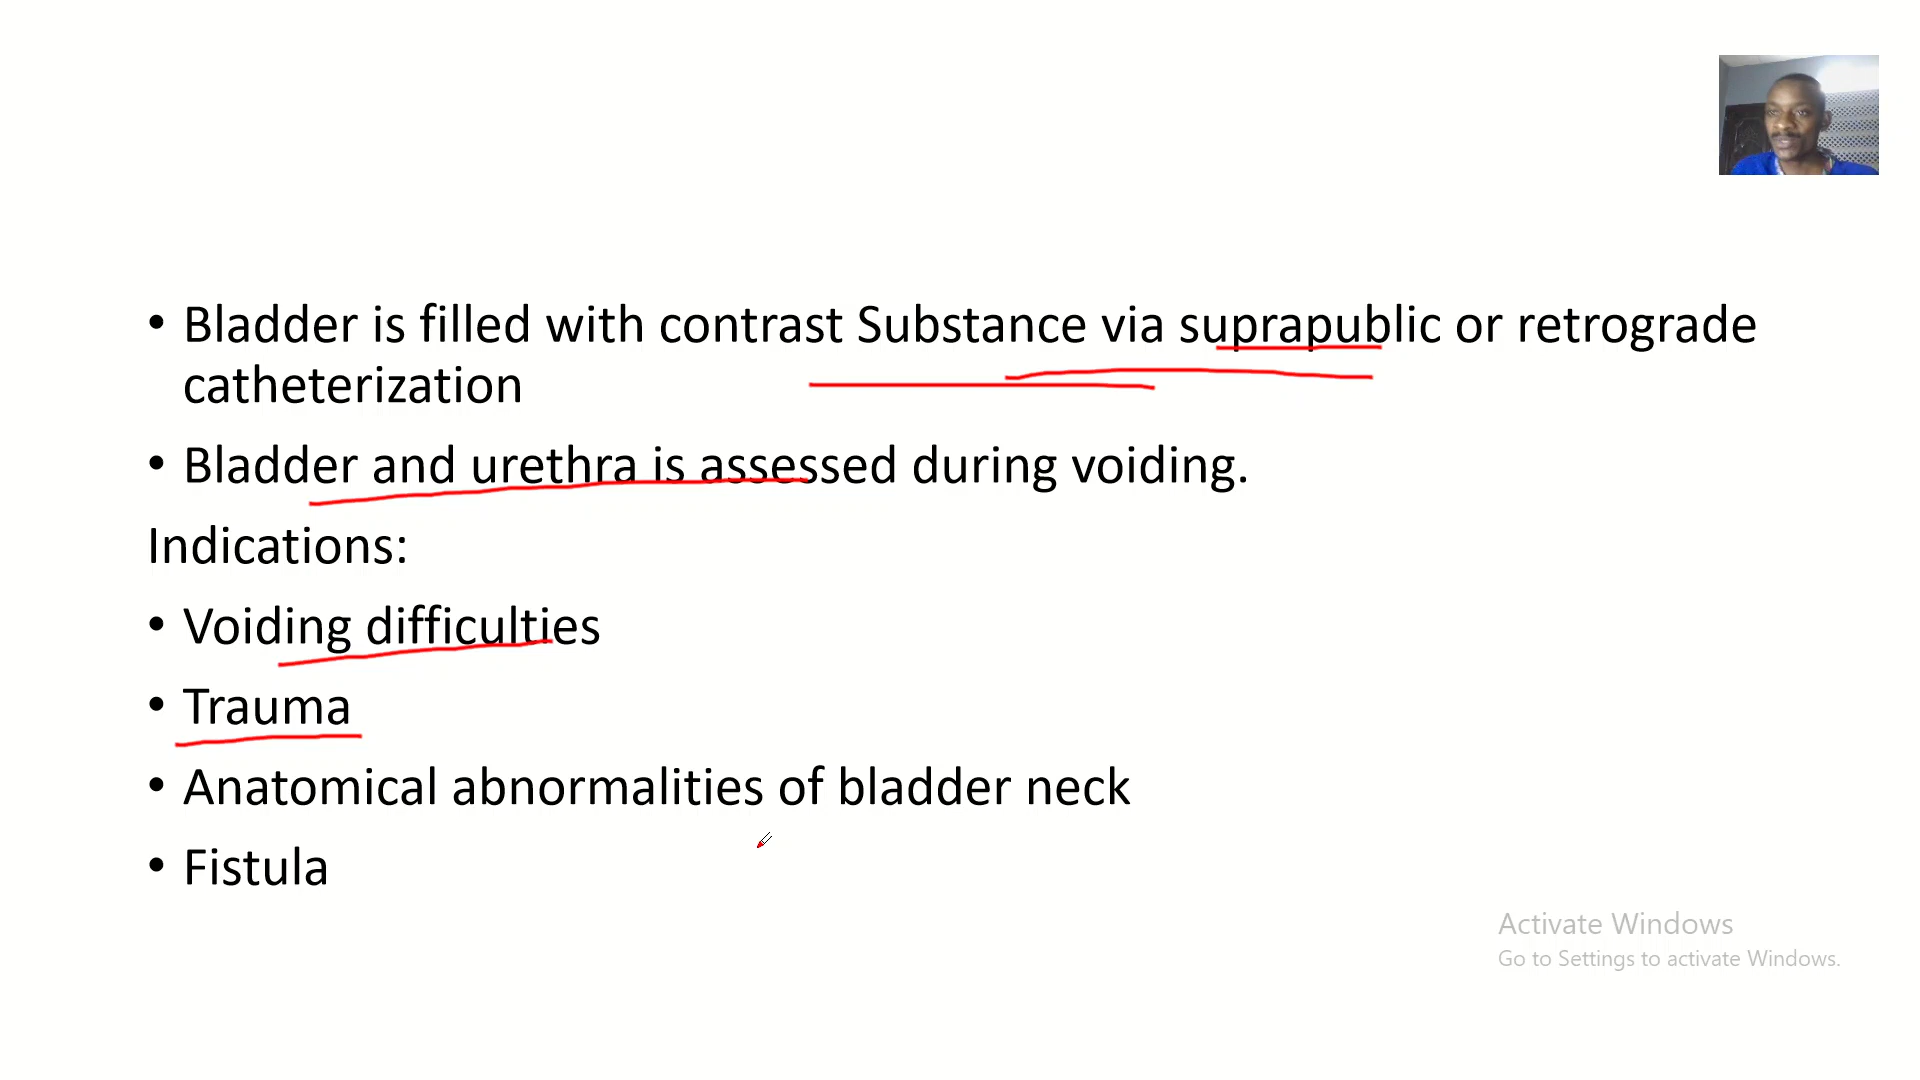 • Bladder is filled with contrast Substance via suprapublic or retrograde
catheterization
• Bladder and urethra is assessed during voiding.
Indications:
• Voiding difficulties
• Trauma
• Anatomical abnormalities of bladder neck
• Fistula
Activate Windows
Go to Settings to activate Windows.